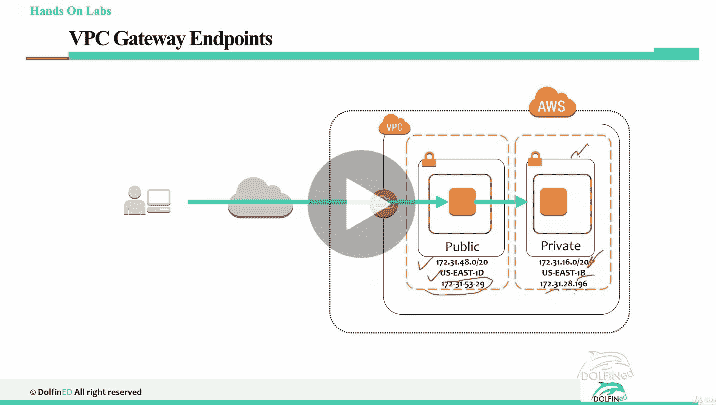 Hands On Labs
VPC Gateway Endpoints
AWS
VPC
Public
172.31.48.0/20
US-EAST-1D
172-31-53-29
Private
172.31.16.0/20
US-EAST-1B
172.31.28.196
© DolfinED All right reserved
DOLFINED
DOLFINED